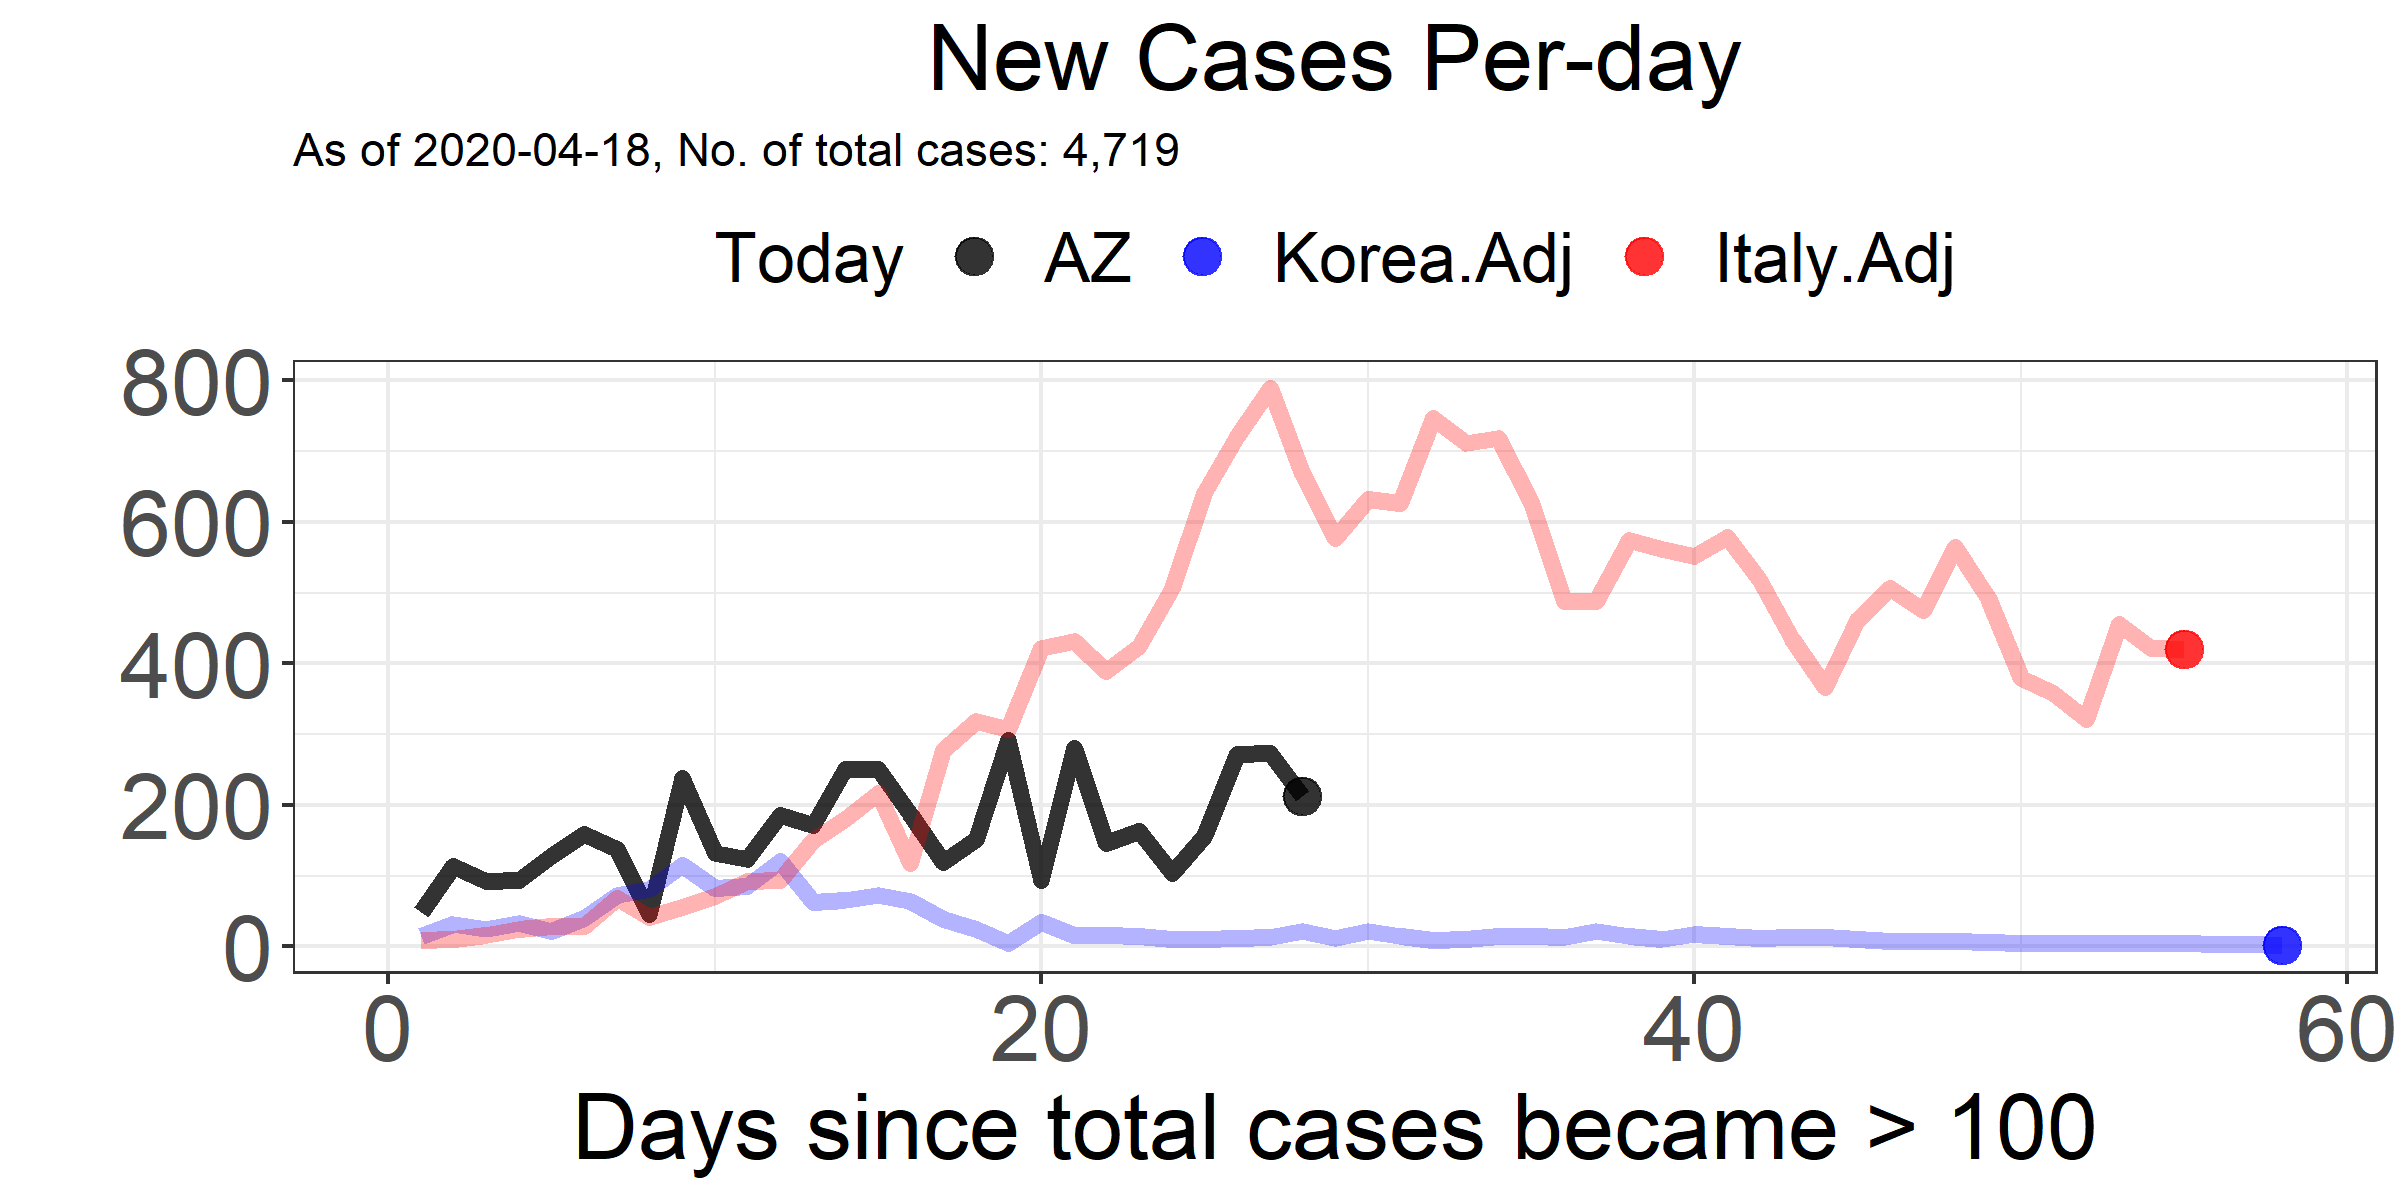 New Cases Per-day
As of 2020-04-18, No. of total cases: 4,719
Today AZ Korea.Adj Italy.Adj
800
600
400
200
0
0 20 40 60
Days since total cases became > 100